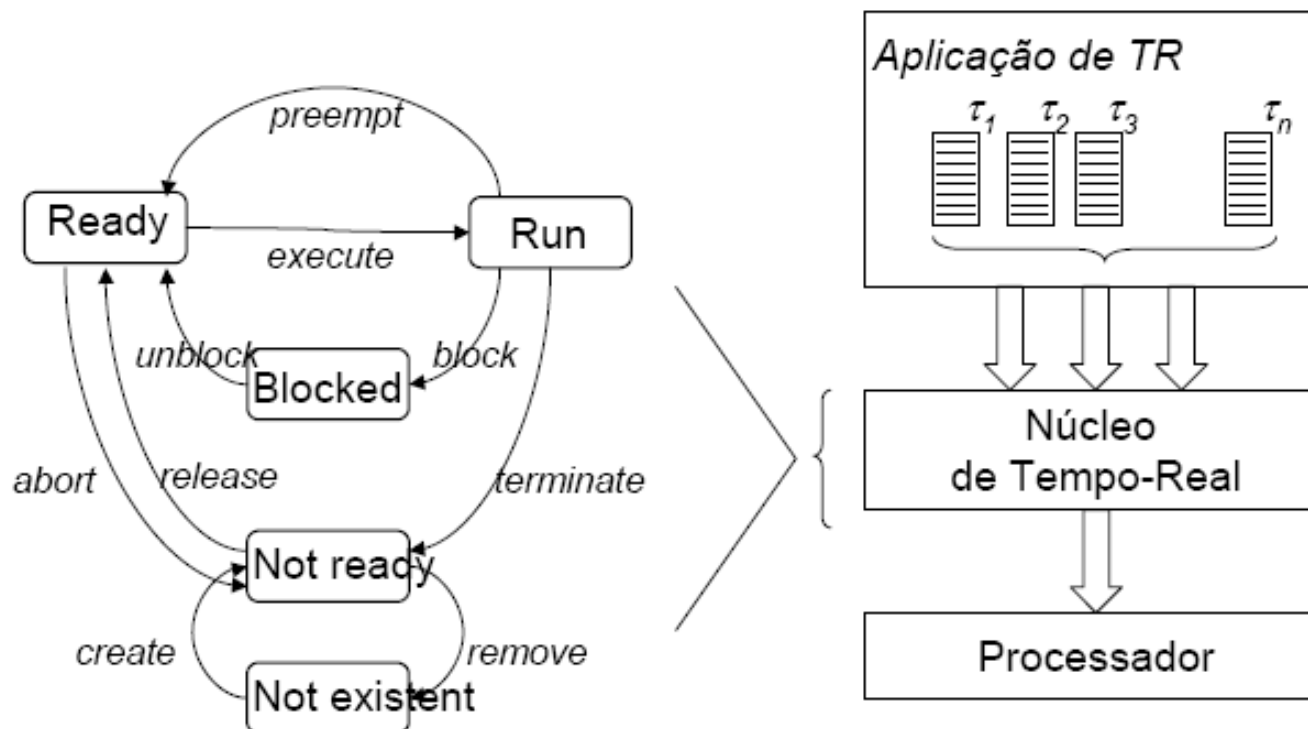 preempt
Ready
Run
execute
unblock
block
Blocked
abort
release
terminate
Not ready
create
remove
Not existent
Aplicação de TR
τ1 τ2 τ3 τn
Núcleo
de Tempo-Real
Processador